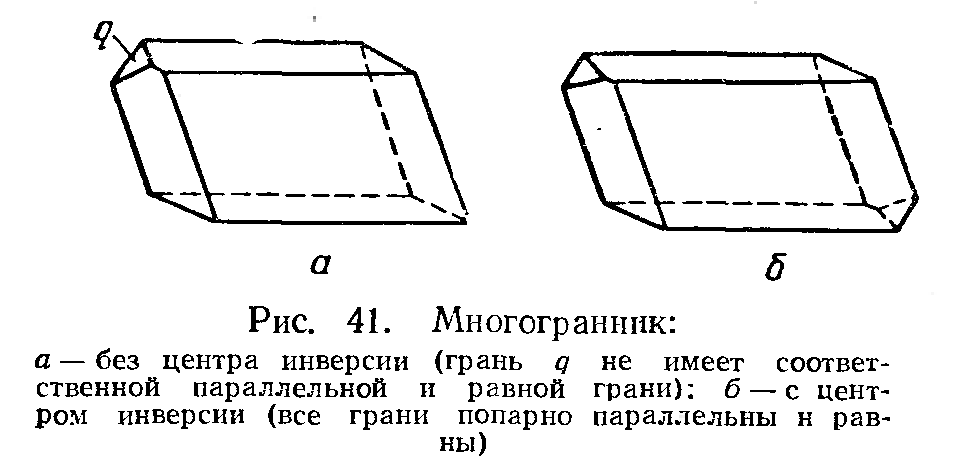 q
а
б
Рис. 41. Многогранник:
а — без центра инверсии (грань q не имеет соответ-
ственной параллельной и равной грани); б — с цент-
ром инверсии (все грани попарно параллельны и рав-
ны)